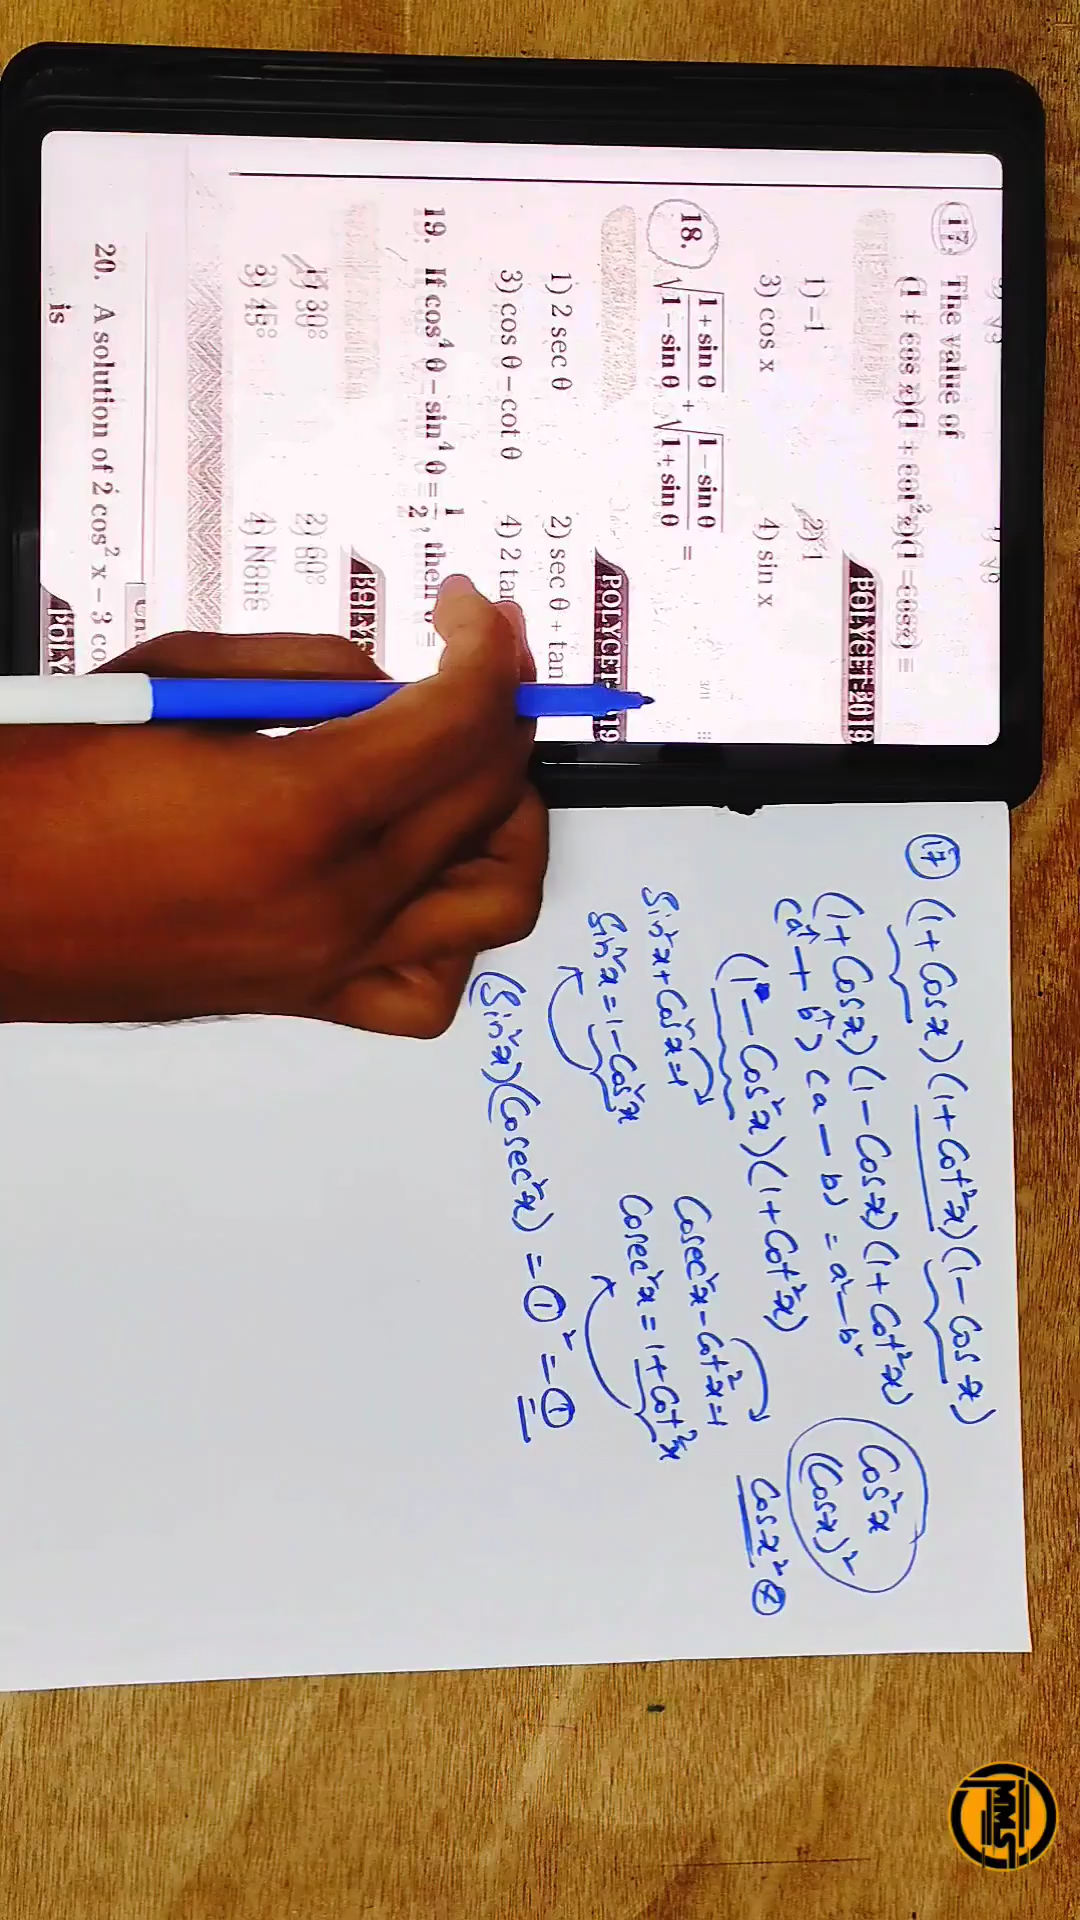 17. The value of
(1 + cos x)(1 + cot²x)(1 - cosx) =
POLYCET-2018
1) -1 2) 1
3) cos x 4) sin x
18. √(1 + sin θ / 1 - sin θ) + √(1 - sin θ / 1 + sin θ) =
POLYCET 19
1) 2 sec θ 2) sec θ + tan
3) cos θ - cot θ 4) 2 tan
19. If cos⁴ θ - sin⁴ θ = 1/2, then θ =
1) 30° 2) 60°
3) 45° 4) None
20. A solution of 2 cos² x - 3 cos
is
(17) (1+Cosx)(1+Cot²x)(1-Cosx)
(1+Cosx)(1-Cosx)(1+Cot²x)
(a+b)(a-b) = a²-b²
(1²-Cos²x)(1+Cot²x)
Sin²x+Cos²x=1
Sin²x=1-Cos²x
Cosec²x-Cot²x=1
Cosec²x=1+Cot²x
(Sin²x)(Cosec²x) = 1² = 1
Cos²x
(Cosx)²
Cosx²
TMMS